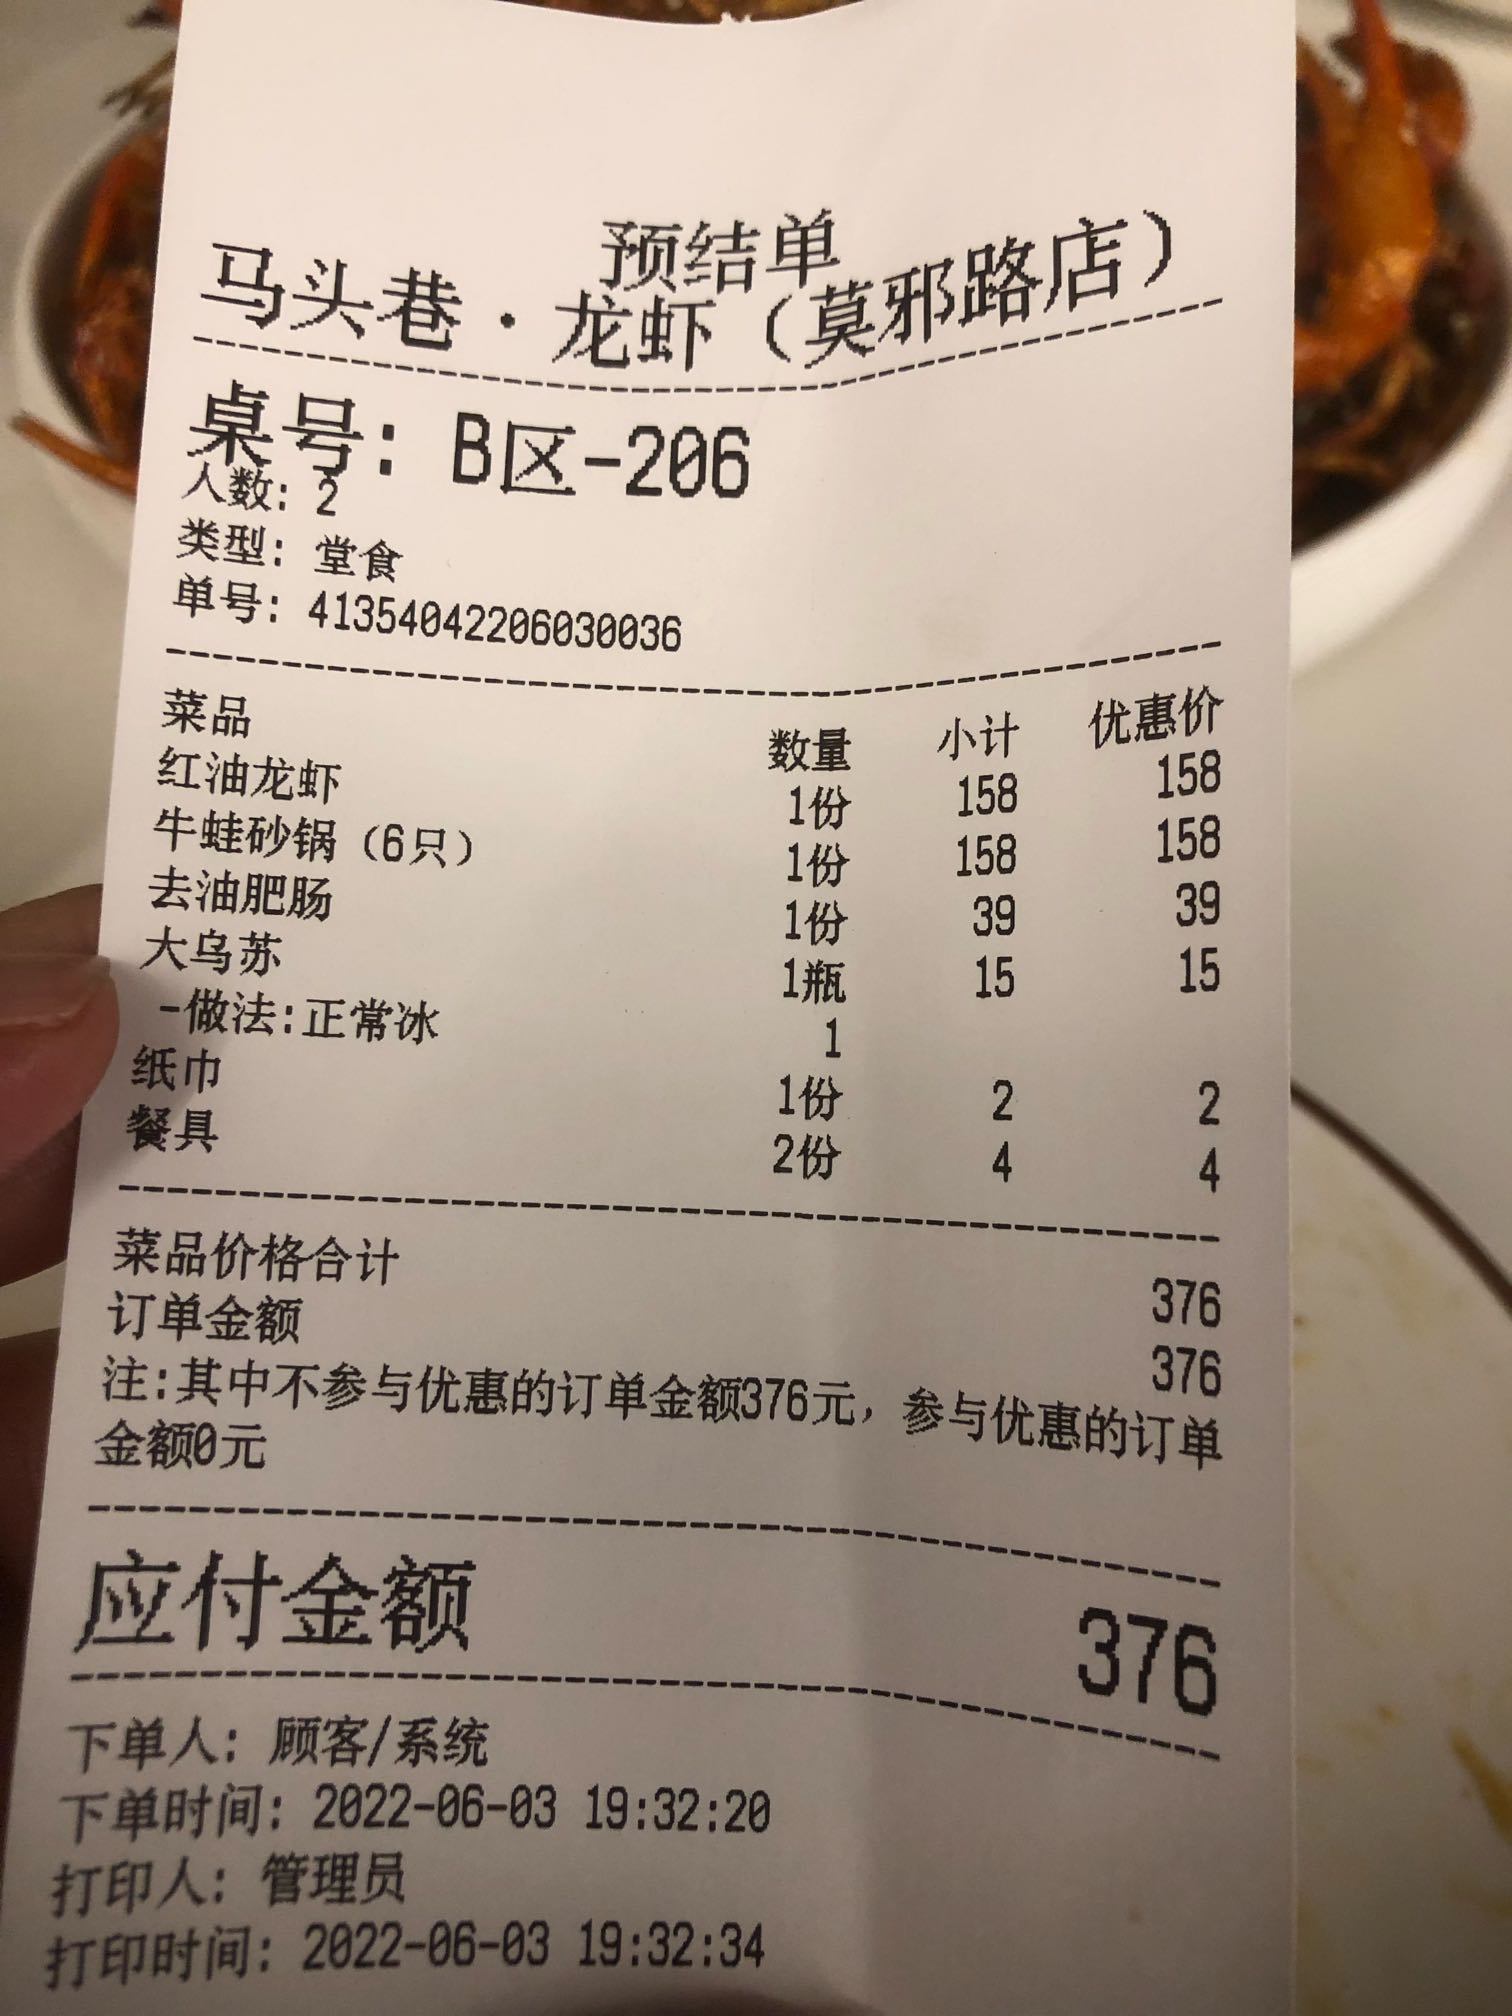 预结单
马头巷·龙虾（莫邪路店）
桌号: B区-206
人数: 2
类型: 堂食
单号: 41354042206030036
菜品 数量 小计 优惠价
红油龙虾 1份 158 158
牛蛙砂锅（6只） 1份 158 158
去油肥肠 1份 39 39
大乌苏 1瓶 15 15
-做法:正常冰 1
纸巾 1份 2 2
餐具 2份 4 4
菜品价格合计 376
订单金额 376
注:其中不参与优惠的订单金额376元，参与优惠的订单
金额0元
应付金额 376
下单人: 顾客/系统
下单时间: 2022-06-03 19:32:20
打印人: 管理员
打印时间: 2022-06-03 19:32:34